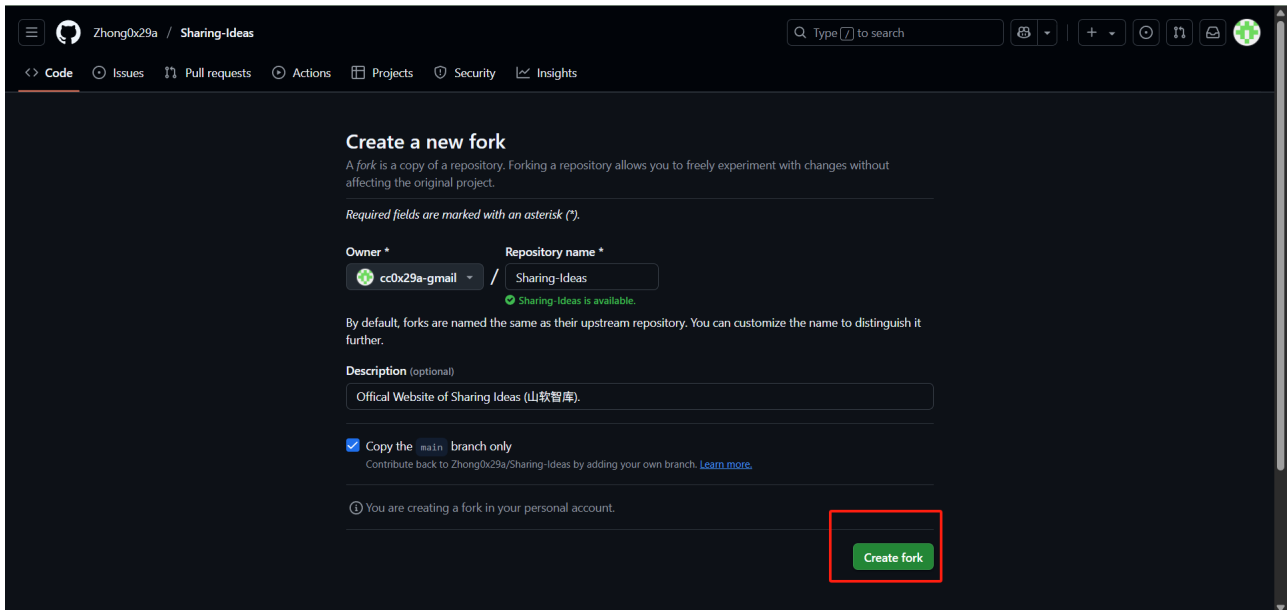 Zhong0x29a / Sharing-Ideas
Type / to search
Code Issues Pull requests Actions Projects Security Insights
Create a new fork
A fork is a copy of a repository. Forking a repository allows you to freely experiment with changes without
affecting the original project.
Required fields are marked with an asterisk (*).
Owner * Repository name *
cc0x29a-gmail / Sharing-Ideas
Sharing-Ideas is available.
By default, forks are named the same as their upstream repository. You can customize the name to distinguish it
further.
Description (optional)
Offical Website of Sharing Ideas (山软智库).
Copy the main branch only
Contribute back to Zhong0x29a/Sharing-Ideas by adding your own branch. Learn more.
You are creating a fork in your personal account.
Create fork